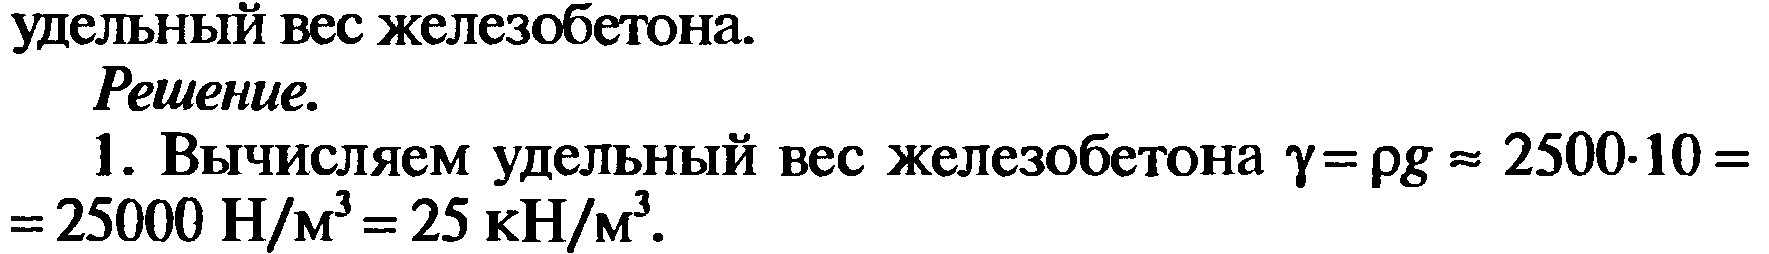 удельный вес железобетона.
Решение.
1. Вычисляем удельный вес железобетона γ = ρg ≈ 2500·10 =
= 25000 Н/м³ = 25 кН/м³.